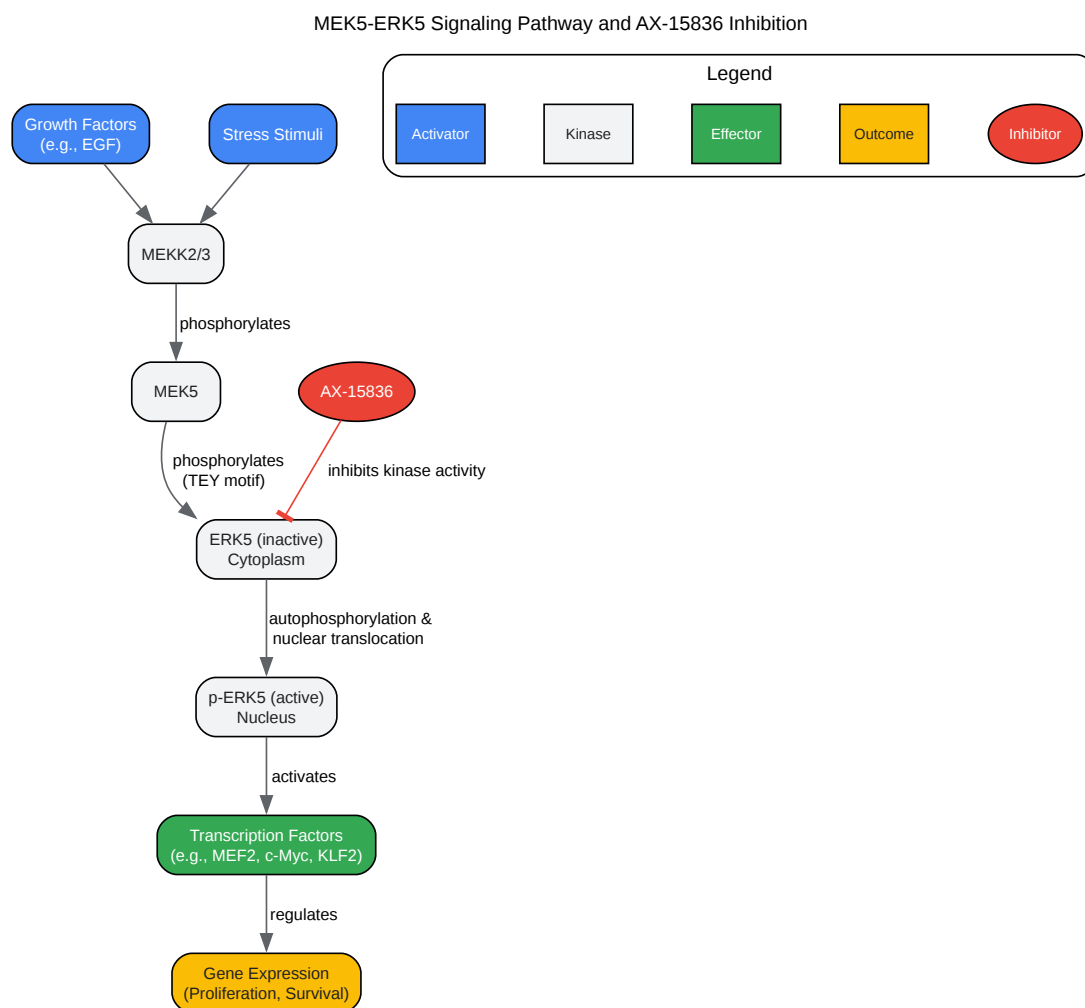 MEK5-ERK5 Signaling Pathway and AX-15836 Inhibition
Legend
Activator
Kinase
Effector
Outcome
Inhibitor
Growth Factors
(e.g., EGF)
Stress Stimuli
MEKK2/3
phosphorylates
MEK5
AX-15836
phosphorylates
(TEY motif)
inhibits kinase activity
ERK5 (inactive)
Cytoplasm
autophosphorylation &
nuclear translocation
p-ERK5 (active)
Nucleus
activates
Transcription Factors
(e.g., MEF2, c-Myc, KLF2)
regulates
Gene Expression
(Proliferation, Survival)